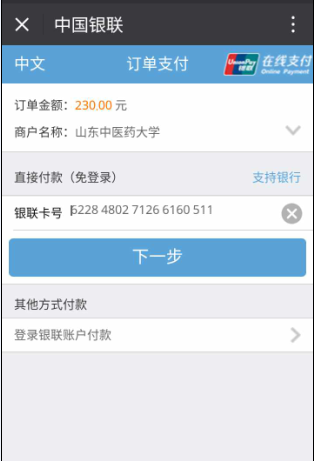 中国银联
中文 订单支付 UnionPay 银联 在线支付 Online Payment
订单金额：230.00 元
商户名称：山东中医药大学
直接付款（免登录） 支持银行
银联卡号 6228 4802 7126 6160 511
下一步
其他方式付款
登录银联账户付款